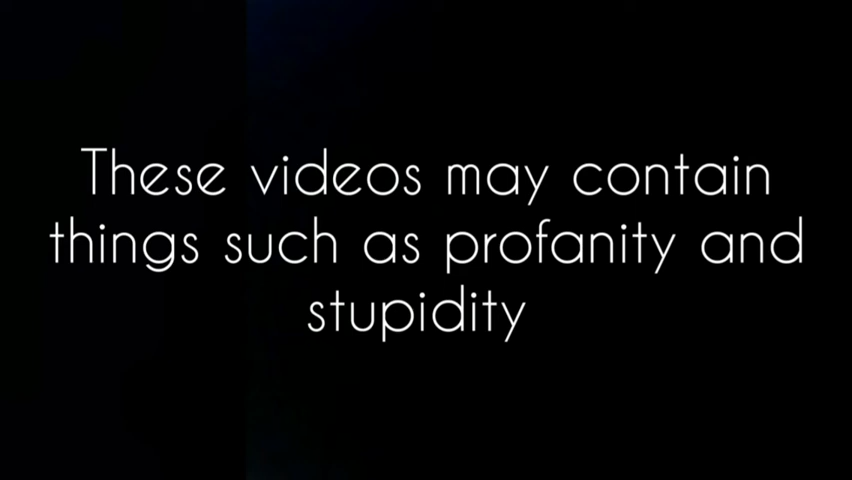 These videos may contain
things such as profanity and
stupidity